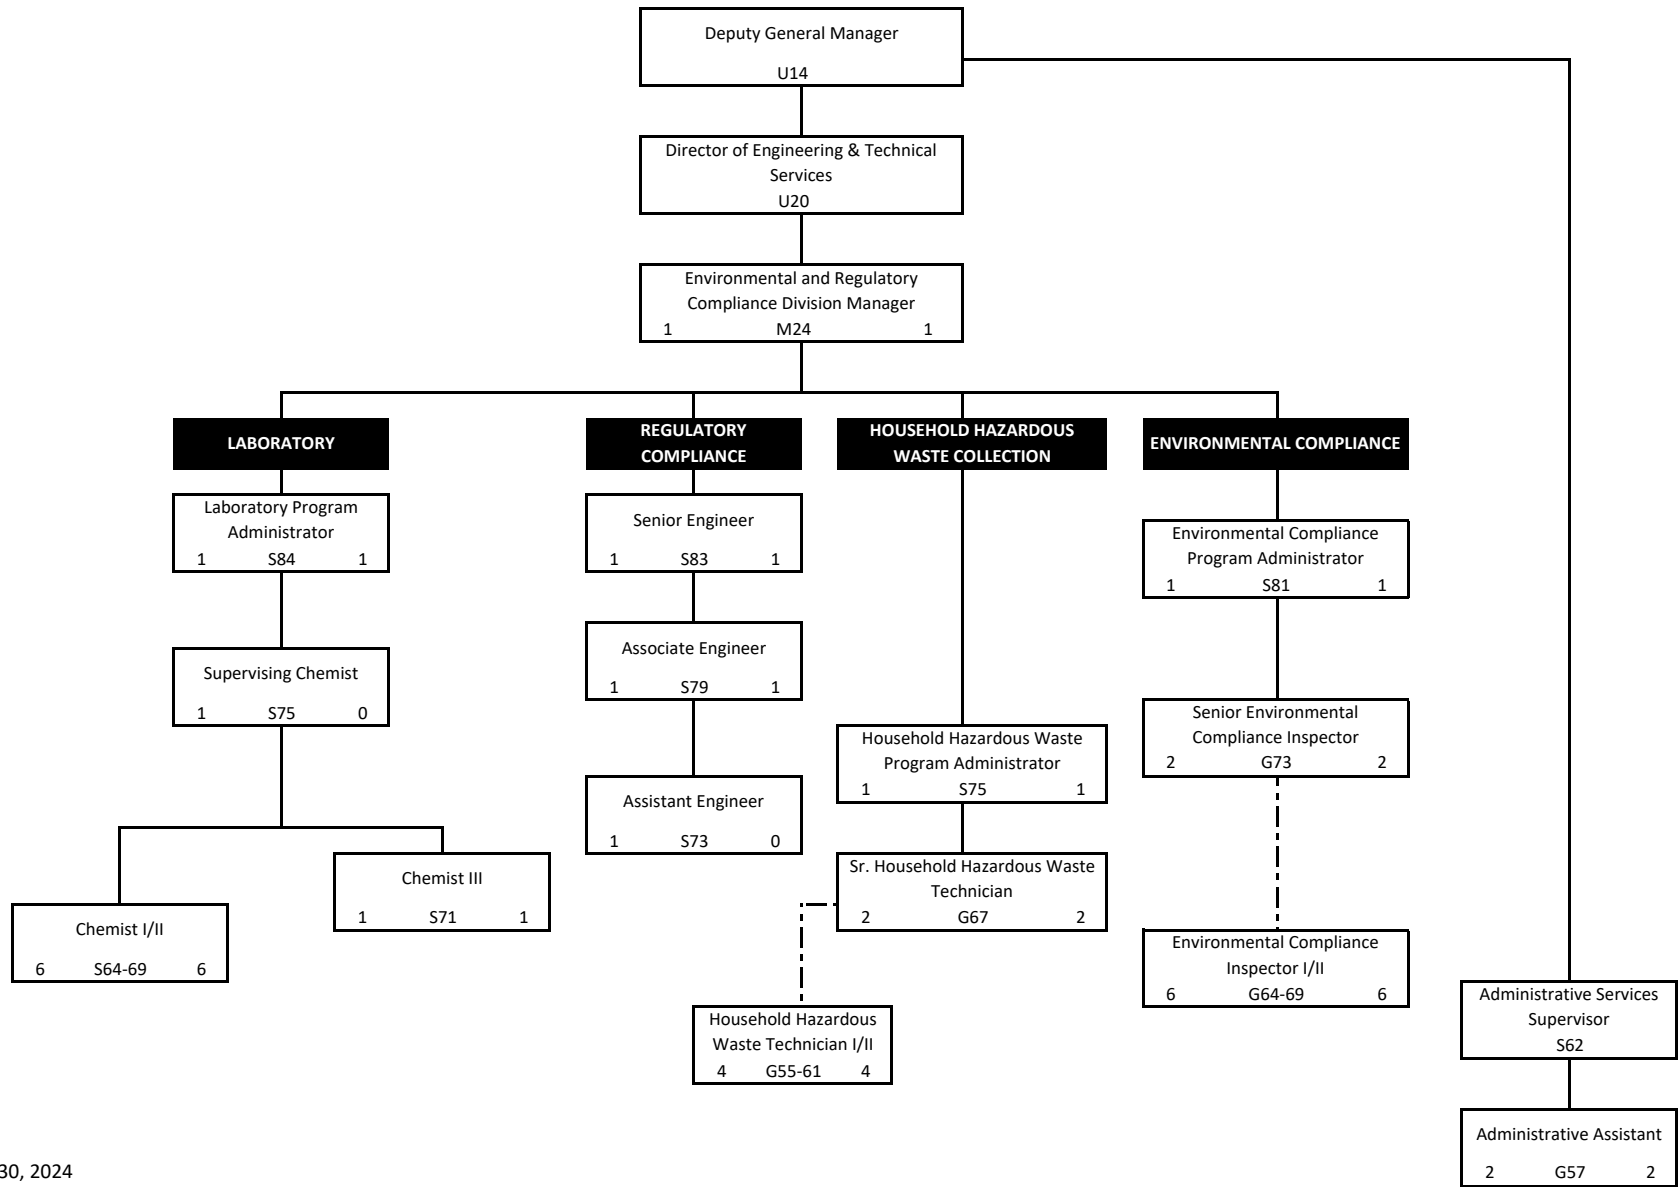 Deputy General Manager
U14
Director of Engineering & Technical
Services
U20
Environmental and Regulatory
Compliance Division Manager
1 M24 1
LABORATORY
Laboratory Program
Administrator
1 S84 1
Supervising Chemist
1 S75 0
Chemist I/II
6 S64-69 6
Chemist III
1 S71 1
REGULATORY
COMPLIANCE
Senior Engineer
1 S83 1
Associate Engineer
1 S79 1
Assistant Engineer
1 S73 0
HOUSEHOLD HAZARDOUS
WASTE COLLECTION
Household Hazardous Waste
Program Administrator
1 S75 1
Sr. Household Hazardous Waste
Technician
2 G67 2
Household Hazardous
Waste Technician I/II
4 G55-61 4
ENVIRONMENTAL COMPLIANCE
Environmental Compliance
Program Administrator
1 S81 1
Senior Environmental
Compliance Inspector
2 G73 2
Environmental Compliance
Inspector I/II
6 G64-69 6
Administrative Services
Supervisor
S62
Administrative Assistant
2 G57 2
30, 2024